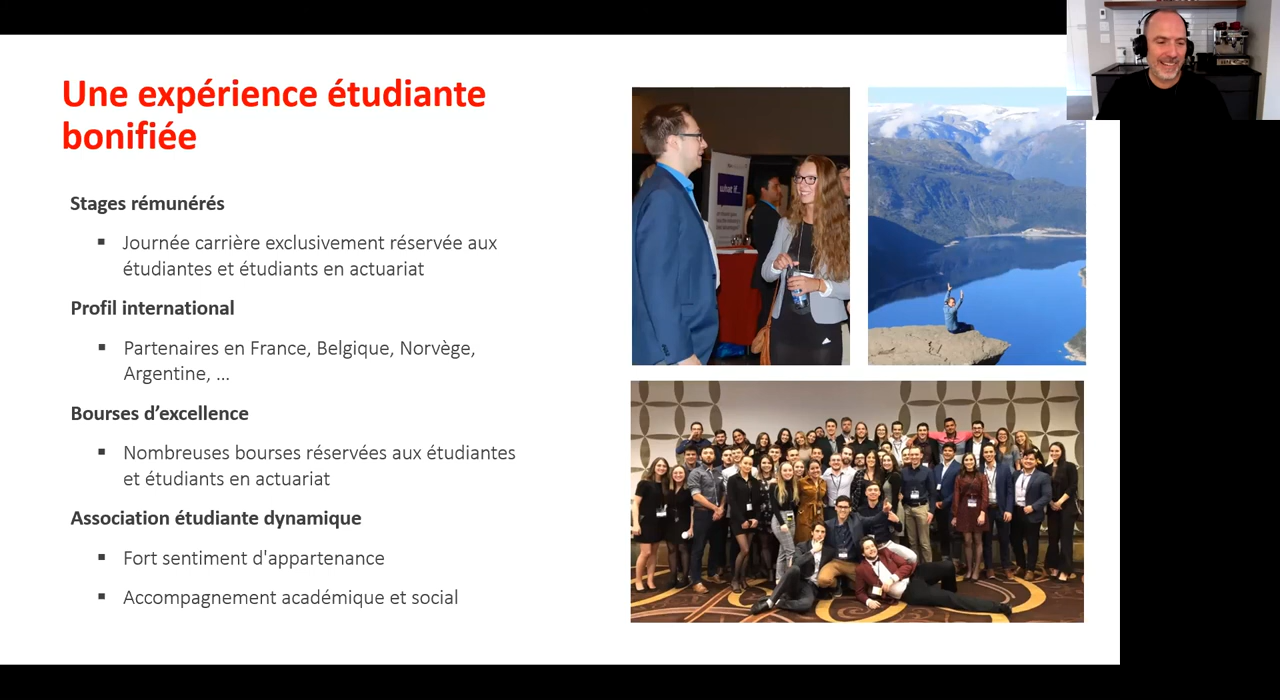 Une expérience étudiante
bonifiée
Stages rémunérés
▪ Journée carrière exclusivement réservée aux
étudiantes et étudiants en actuariat
Profil international
▪ Partenaires en France, Belgique, Norvège,
Argentine, ...
Bourses d’excellence
▪ Nombreuses bourses réservées aux étudiantes
et étudiants en actuariat
Association étudiante dynamique
▪ Fort sentiment d'appartenance
▪ Accompagnement académique et social
what if...